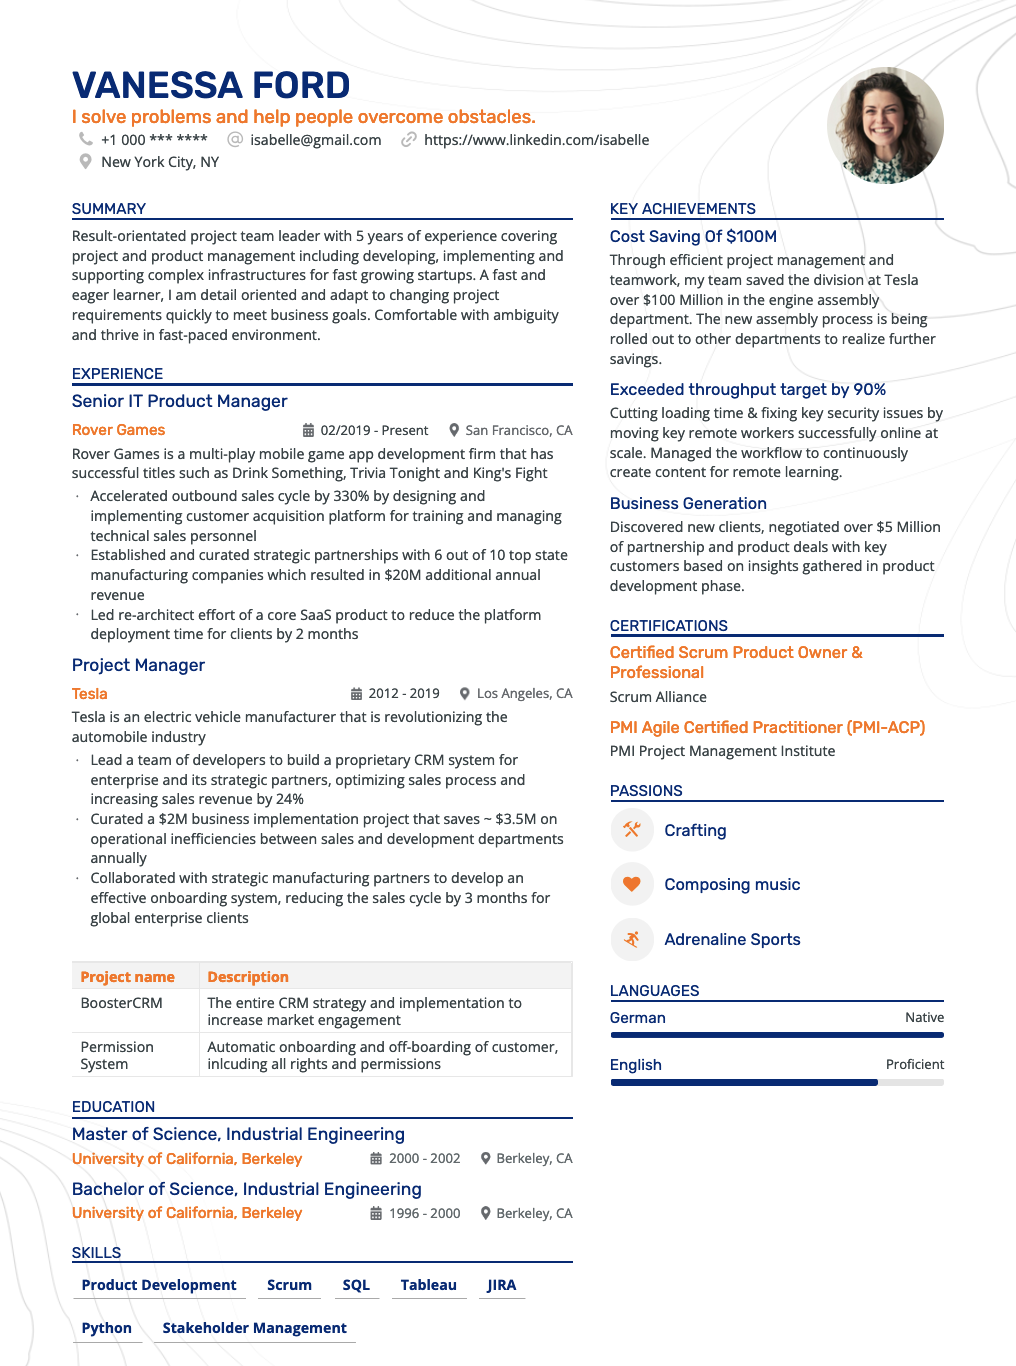 VANESSA FORD
I solve problems and help people overcome obstacles.
+1 000 *** **** isabelle@gmail.com https://www.linkedin.com/isabelle
New York City, NY
SUMMARY
Result-orientated project team leader with 5 years of experience covering
project and product management including developing, implementing and
supporting complex infrastructures for fast growing startups. A fast and
eager learner, I am detail oriented and adapt to changing project
requirements quickly to meet business goals. Comfortable with ambiguity
and thrive in fast-paced environment.
EXPERIENCE
Senior IT Product Manager
Rover Games 02/2019 - Present San Francisco, CA
Rover Games is a multi-play mobile game app development firm that has
successful titles such as Drink Something, Trivia Tonight and King's Fight
· Accelerated outbound sales cycle by 330% by designing and
implementing customer acquisition platform for training and managing
technical sales personnel
· Established and curated strategic partnerships with 6 out of 10 top state
manufacturing companies which resulted in $20M additional annual
revenue
· Led re-architect effort of a core SaaS product to reduce the platform
deployment time for clients by 2 months
Project Manager
Tesla 2012 - 2019 Los Angeles, CA
Tesla is an electric vehicle manufacturer that is revolutionizing the
automobile industry
· Lead a team of developers to build a proprietary CRM system for
enterprise and its strategic partners, optimizing sales process and
increasing sales revenue by 24%
· Curated a $2M business implementation project that saves ~ $3.5M on
operational inefficiencies between sales and development departments
annually
· Collaborated with strategic manufacturing partners to develop an
effective onboarding system, reducing the sales cycle by 3 months for
global enterprise clients
Project name Description
BoosterCRM The entire CRM strategy and implementation to
increase market engagement
Permission Automatic onboarding and off-boarding of customer,
System inlcuding all rights and permissions
EDUCATION
Master of Science, Industrial Engineering
University of California, Berkeley 2000 - 2002 Berkeley, CA
Bachelor of Science, Industrial Engineering
University of California, Berkeley 1996 - 2000 Berkeley, CA
SKILLS
Product Development Scrum SQL Tableau JIRA
Python Stakeholder Management
KEY ACHIEVEMENTS
Cost Saving Of $100M
Through efficient project management and
teamwork, my team saved the division at Tesla
over $100 Million in the engine assembly
department. The new assembly process is being
rolled out to other departments to realize further
savings.
Exceeded throughput target by 90%
Cutting loading time & fixing key security issues by
moving key remote workers successfully online at
scale. Managed the workflow to continuously
create content for remote learning.
Business Generation
Discovered new clients, negotiated over $5 Million
of partnership and product deals with key
customers based on insights gathered in product
development phase.
CERTIFICATIONS
Certified Scrum Product Owner &
Professional
Scrum Alliance
PMI Agile Certified Practitioner (PMI-ACP)
PMI Project Management Institute
PASSIONS
Crafting
Composing music
Adrenaline Sports
LANGUAGES
German Native
English Proficient